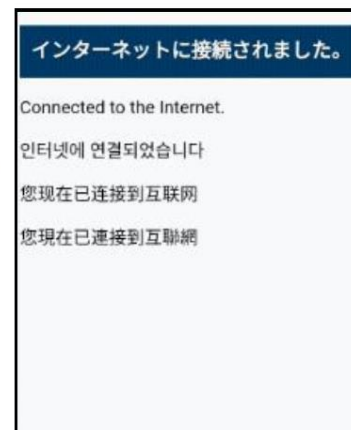 インターネットに接続されました。
Connected to the Internet.
인터넷에 연결되었습니다
您现在已连接到互联网
您現在已連接到互聯網